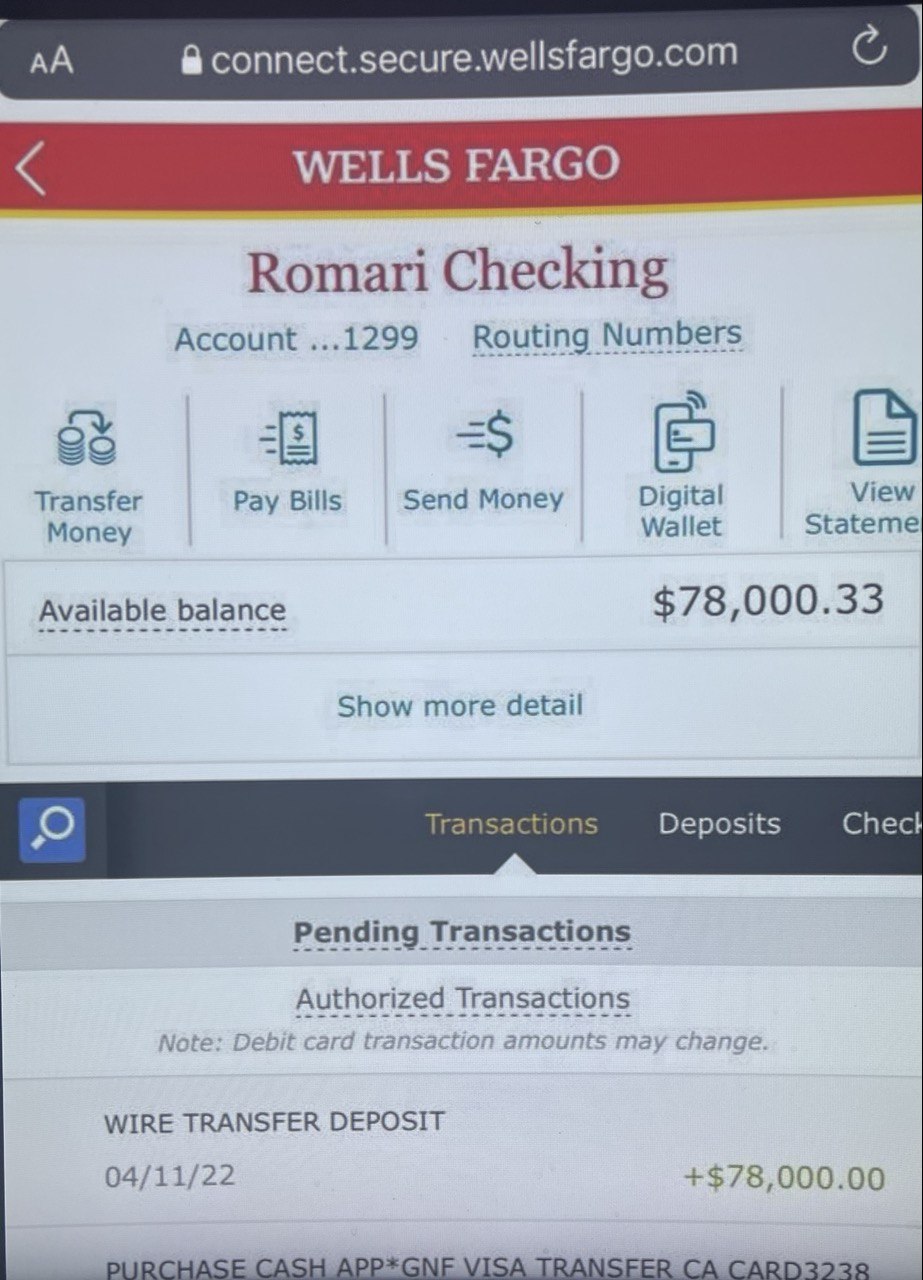 AA connect.secure.wellsfargo.com
WELLS FARGO
Romari Checking
Account ...1299 Routing Numbers
Transfer Money
Pay Bills
Send Money
Digital Wallet
View Stateme
Available balance $78,000.33
Show more detail
Transactions Deposits Check
Pending Transactions
Authorized Transactions
Note: Debit card transaction amounts may change.
WIRE TRANSFER DEPOSIT
04/11/22 +$78,000.00
PURCHASE CASH APP*GNF VISA TRANSFER CA CARD3238